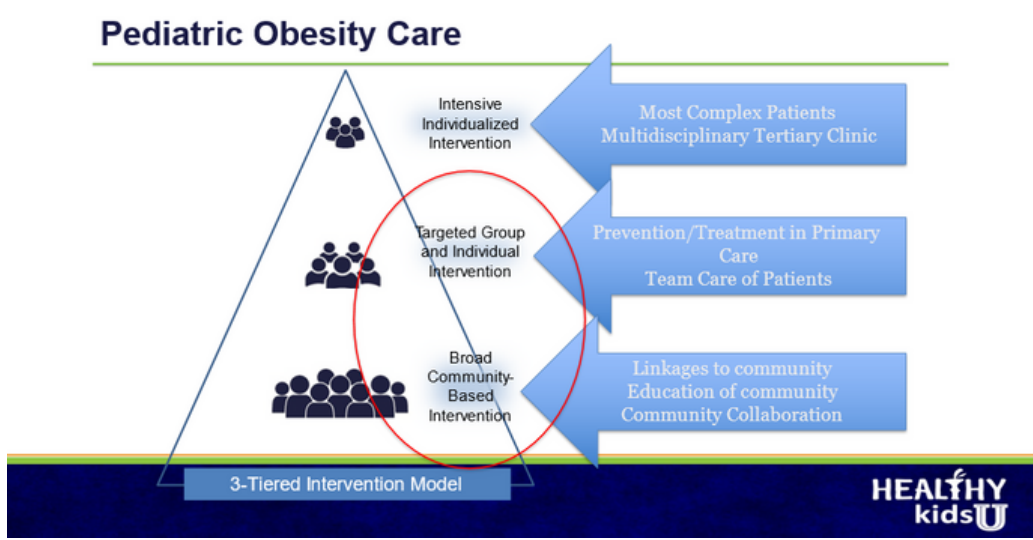 Pediatric Obesity Care
Intensive
Individualized
Intervention
Most Complex Patients
Multidisciplinary Tertiary Clinic
Targeted Group
and Individual
Intervention
Prevention/Treatment in Primary
Care
Team Care of Patients
Broad
Community-
Based
Intervention
Linkages to community
Education of community
Community Collaboration
3-Tiered Intervention Model
HEALTHY
kids U